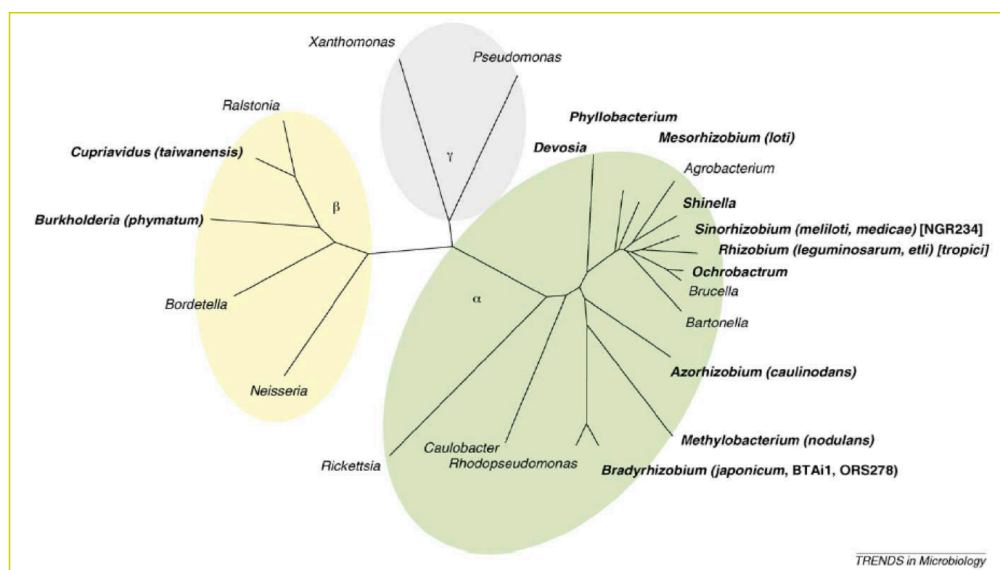 Xanthomonas
Pseudomonas
Ralstonia
Phyllobacterium
Mesorhizobium (loti)
Cupriavidus (taiwanensis)
Devosia
γ
Agrobacterium
Shinella
β
Burkholderia (phymatum)
Sinorhizobium (meliloti, medicae) [NGR234]
Rhizobium (leguminosarum, etli) [tropici]
Ochrobactrum
Brucella
Bordetella
α
Bartonella
Azorhizobium (caulinodans)
Neisseria
Methylobacterium (nodulans)
Caulobacter
Rickettsia
Rhodopseudomonas
Bradyrhizobium (japonicum, BTAi1, ORS278)
TRENDS in Microbiology